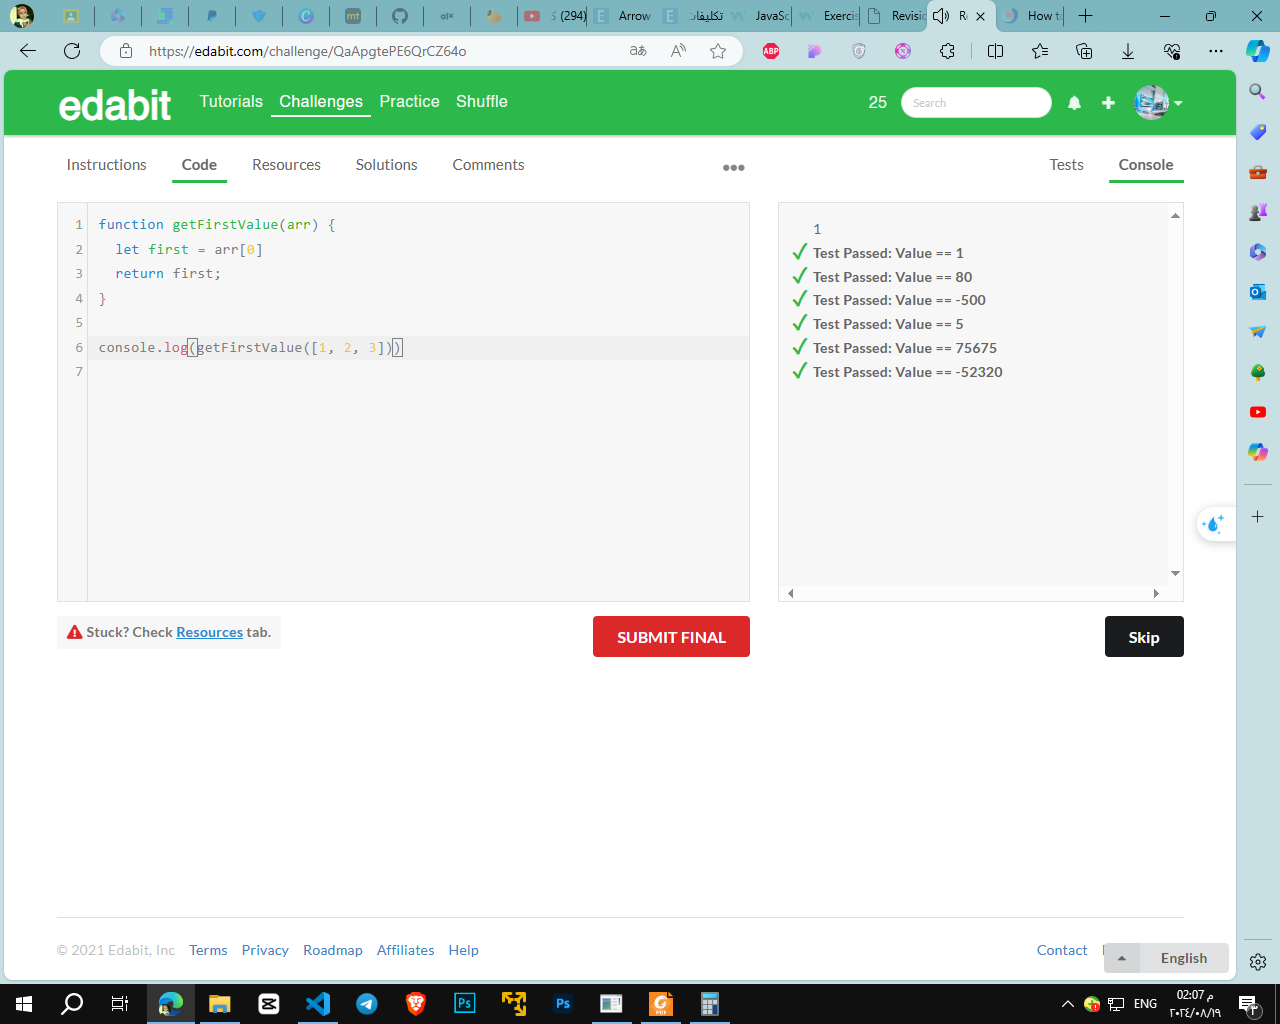 (294)
Arrow
تكليفات
JavaSc
Exercis
Revisio
How to
https://edabit.com/challenge/QaApgtePE6QrCZ64o
edabit
Tutorials Challenges Practice Shuffle
25 Search
Instructions Code Resources Solutions Comments
Tests Console
1 function getFirstValue(arr) {
2 let first = arr[0]
3 return first;
4 }
5
6 console.log(getFirstValue([1, 2, 3]))
7
1
Test Passed: Value == 1
Test Passed: Value == 80
Test Passed: Value == -500
Test Passed: Value == 5
Test Passed: Value == 75675
Test Passed: Value == -52320
Stuck? Check Resources tab.
SUBMIT FINAL
Skip
© 2021 Edabit, Inc Terms Privacy Roadmap Affiliates Help
Contact
English
ENG
02:07 م
٢٠٢٤/٠٨/١٩